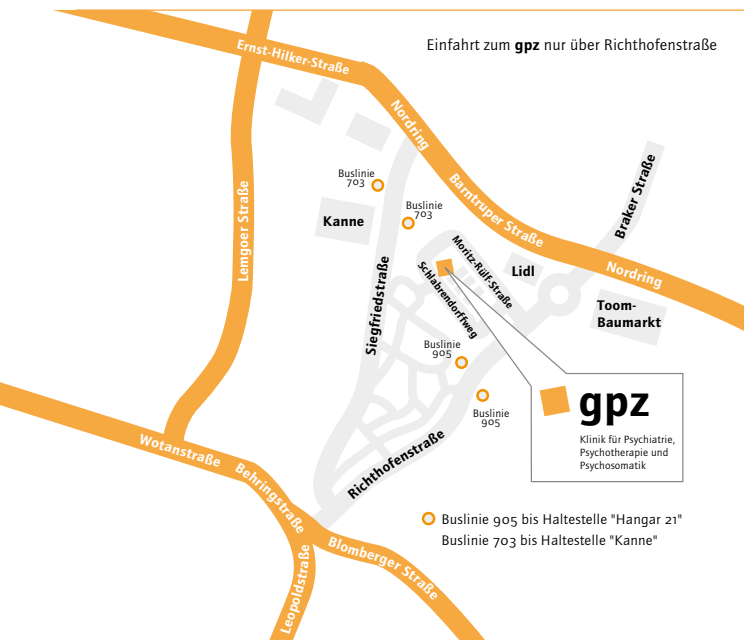 Einfahrt zum gpz nur über Richthofenstraße
Ernst-Hilker-Straße
Nordring
Buslinie
703
Buslinie
703
Barntruper Straße
Braker Straße
Lemgoer Straße
Kanne
Moritz-Rülf-Straße
Lidl
Nordring
Schlabrendorffweg
Siegfriedstraße
Toom-
Baumarkt
Buslinie
905
Buslinie
905
gpz
Klinik für Psychiatrie,
Psychotherapie und
Psychosomatik
Richthofenstraße
Wotanstraße
Behringstraße
Buslinie 905 bis Haltestelle "Hangar 21"
Buslinie 703 bis Haltestelle "Kanne"
Blomberger Straße
Leopoldstraße